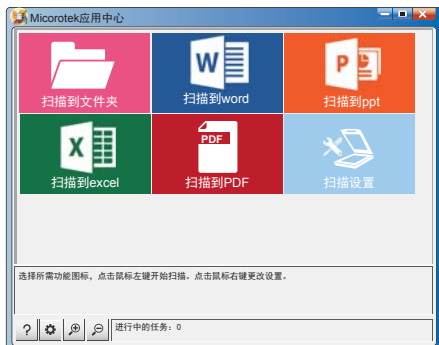 Micorotek应用中心
扫描到文件夹
W
扫描到word
P
扫描到ppt
X
扫描到excel
PDF
扫描到PDF
扫描设置
选择所需功能图标，点击鼠标左键开始扫描。点击鼠标右键更改设置。
?
进行中的任务：0